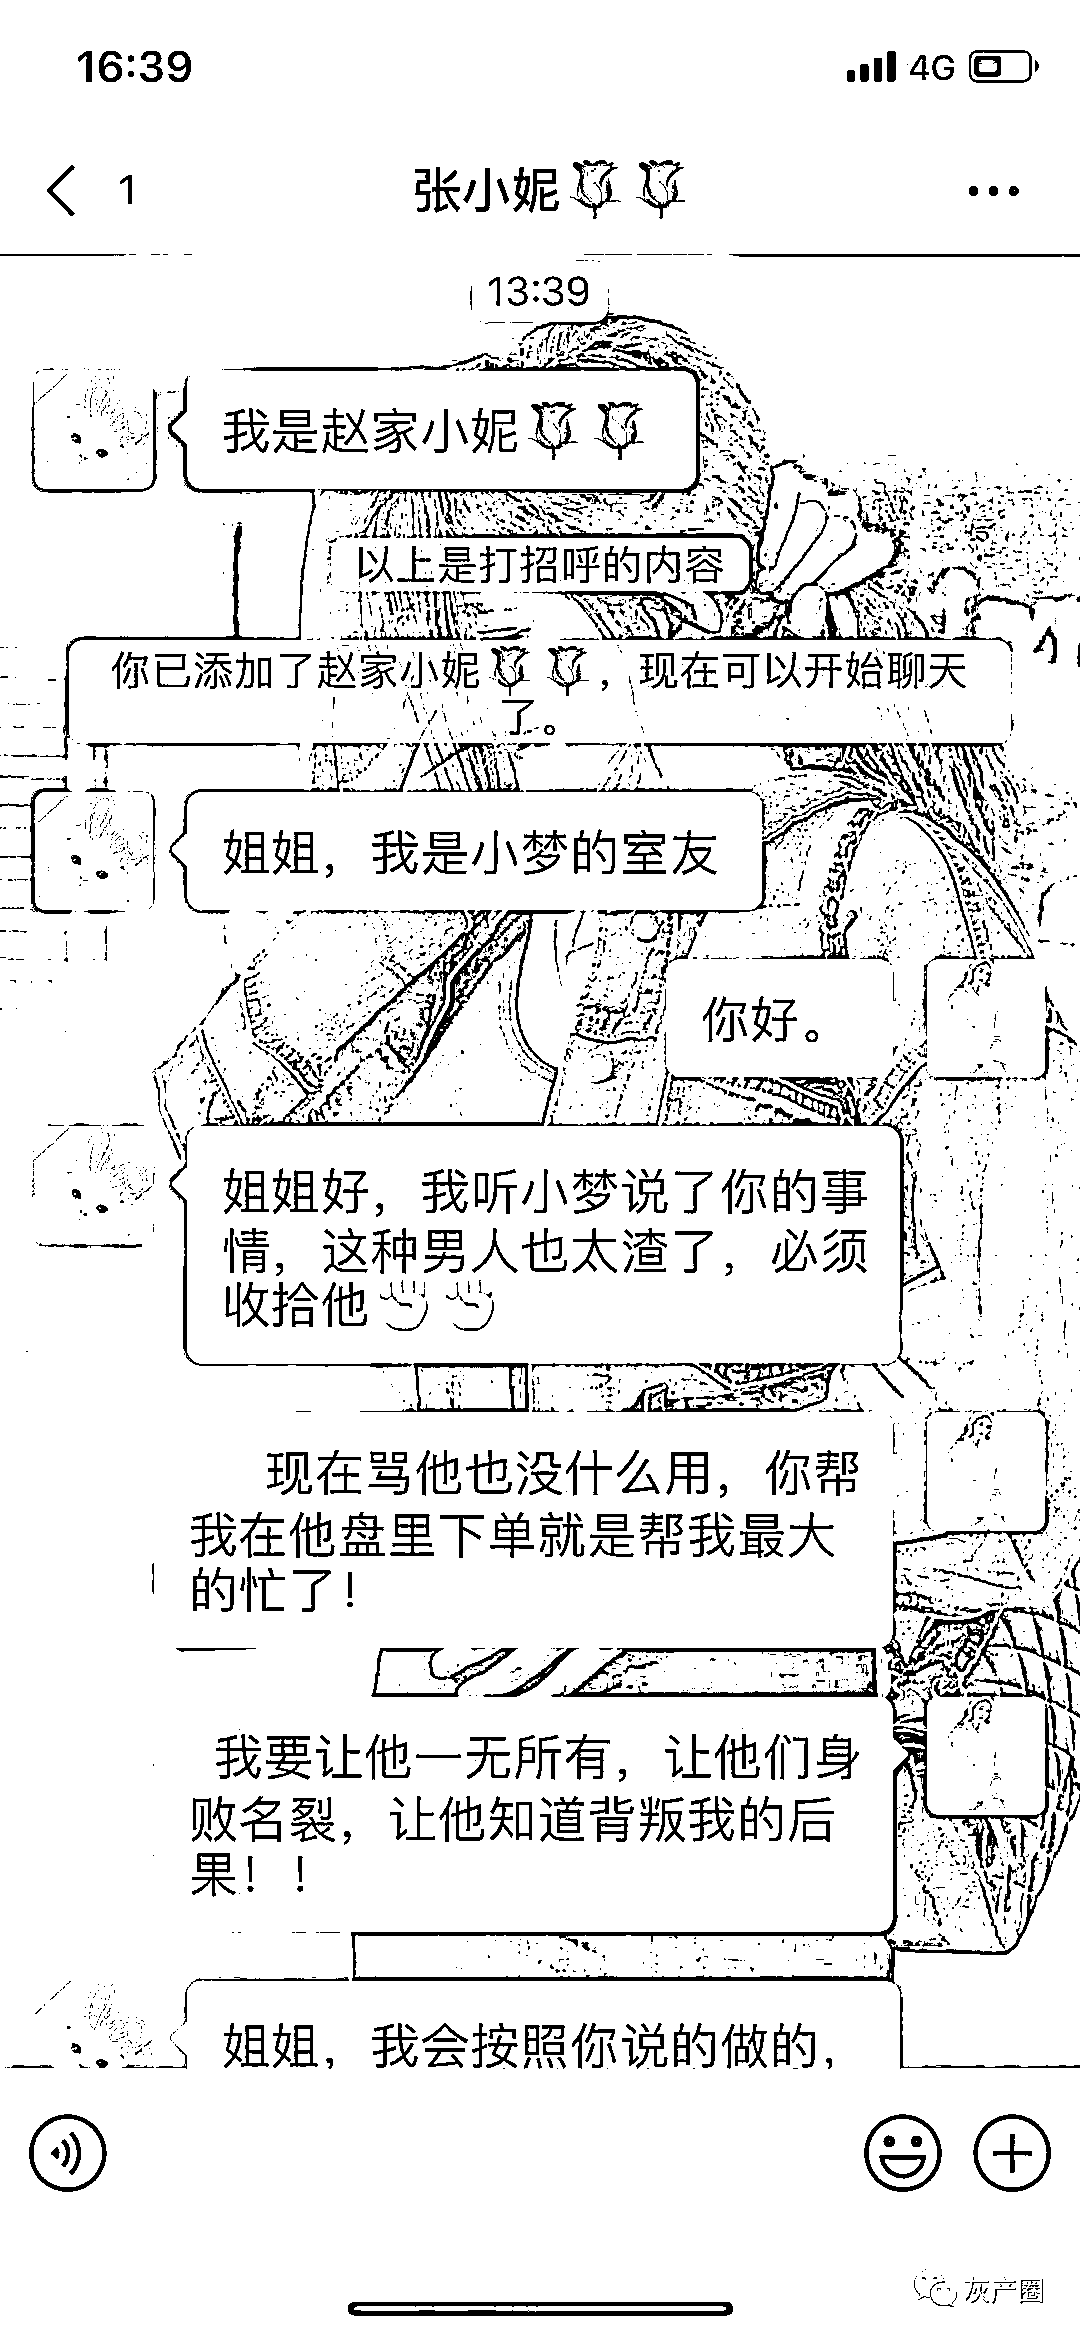 16:39
4G
1
张小妮🌹🌹
13:39
我是赵家小妮🌹🌹
以上是打招呼的内容
你已添加了赵家小妮🌹🌹，现在可以开始聊天
了。
姐姐，我是小梦的室友
你好。
姐姐好，我听小梦说了你的事
情，这种男人也太渣了，必须
收拾他👋👋
现在骂他也没什么用，你帮
我在他盘里下单就是帮我最大
的忙了！
我要让他一无所有，让他们身
败名裂，让他知道背叛我的后
果！！
姐姐，我会按照你说的做的，
灰产圈